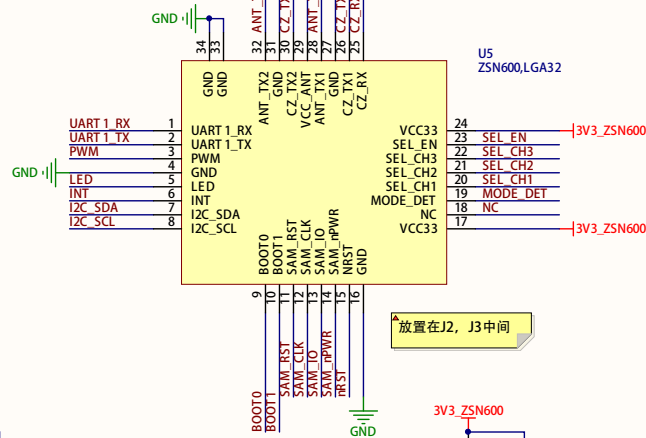 GND
34
33
32
31
30
29
28
27
26
25
ANT_
GND
CZ_TX
ANT_
CZ_TX
CZ_RX
U5
ZSN600,LGA32
GND
GND
ANT_TX2
GND
CZ_TX2
VCC_ANT
ANT_TX1
GND
CZ_TX1
CZ_RX
UART1_RX 1 UART1_RX
UART1_TX 2 UART1_TX
PWM 3 PWM
GND 4 GND
LED 5 LED
INT 6 INT
I2C_SDA 7 I2C_SDA
I2C_SCL 8 I2C_SCL
VCC33 24 3V3_ZSN600
SEL_EN 23 SEL_EN
SEL_CH3 22 SEL_CH3
SEL_CH2 21 SEL_CH2
SEL_CH1 20 SEL_CH1
MODE_DET 19 MODE_DET
NC 18 NC
VCC33 17 3V3_ZSN600
BOOT0
BOOT1
SAM_RST
SAM_CLK
SAM_IO
SAM_nPWR
NRST
GND
9
10
11
12
13
14
15
16
BOOT0
BOOT1
SAM_RST
SAM_CLK
SAM_IO
SAM_nPWR
nRST
GND
放置在J2，J3中间
3V3_ZSN600